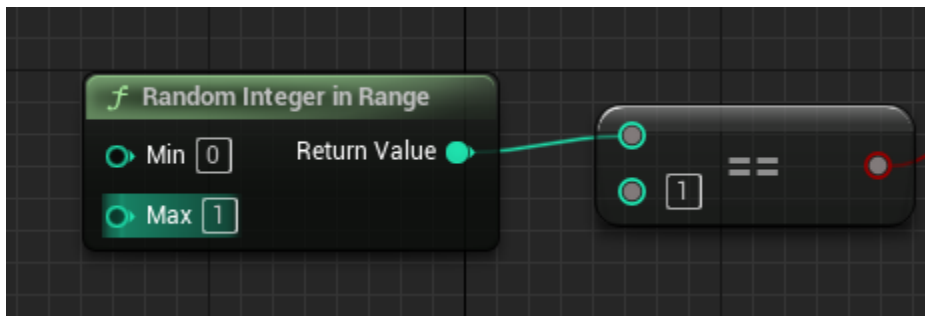 f Random Integer in Range
Min 0
Return Value
Max 1
==
1